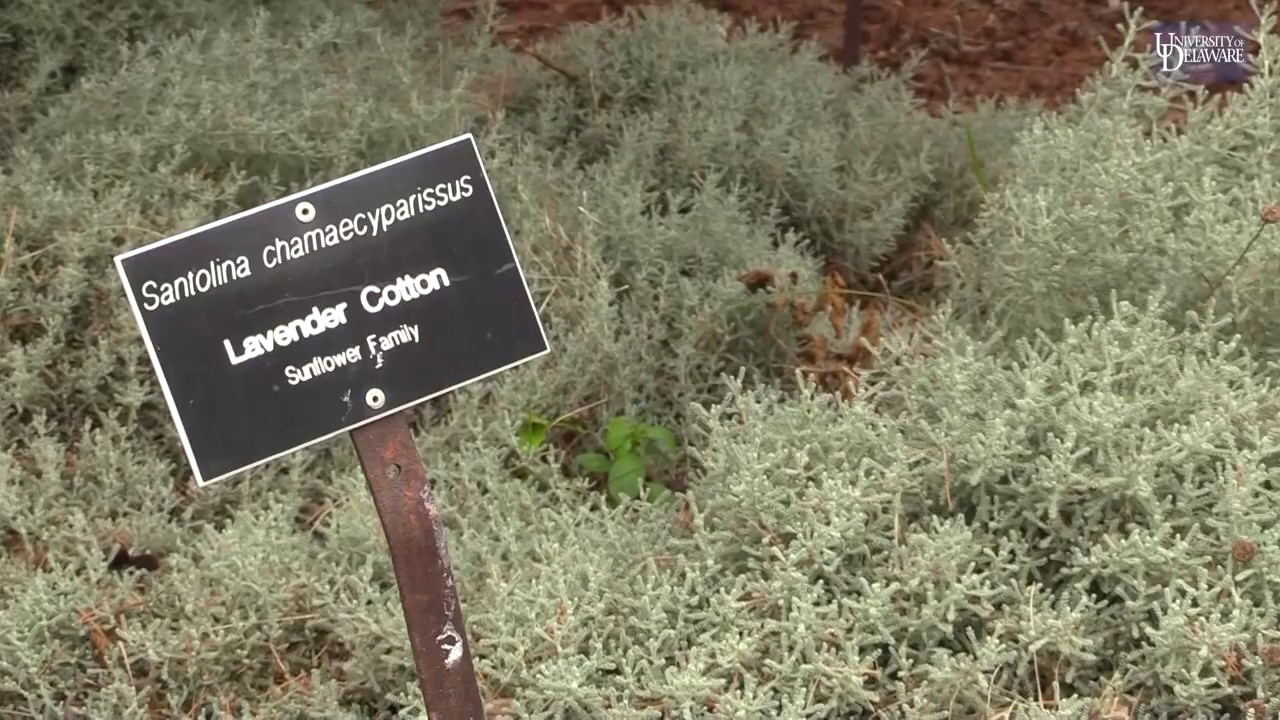 Santolina chamaecyparissus
Lavender Cotton
Sunflower Family
UNIVERSITY OF
DELAWARE